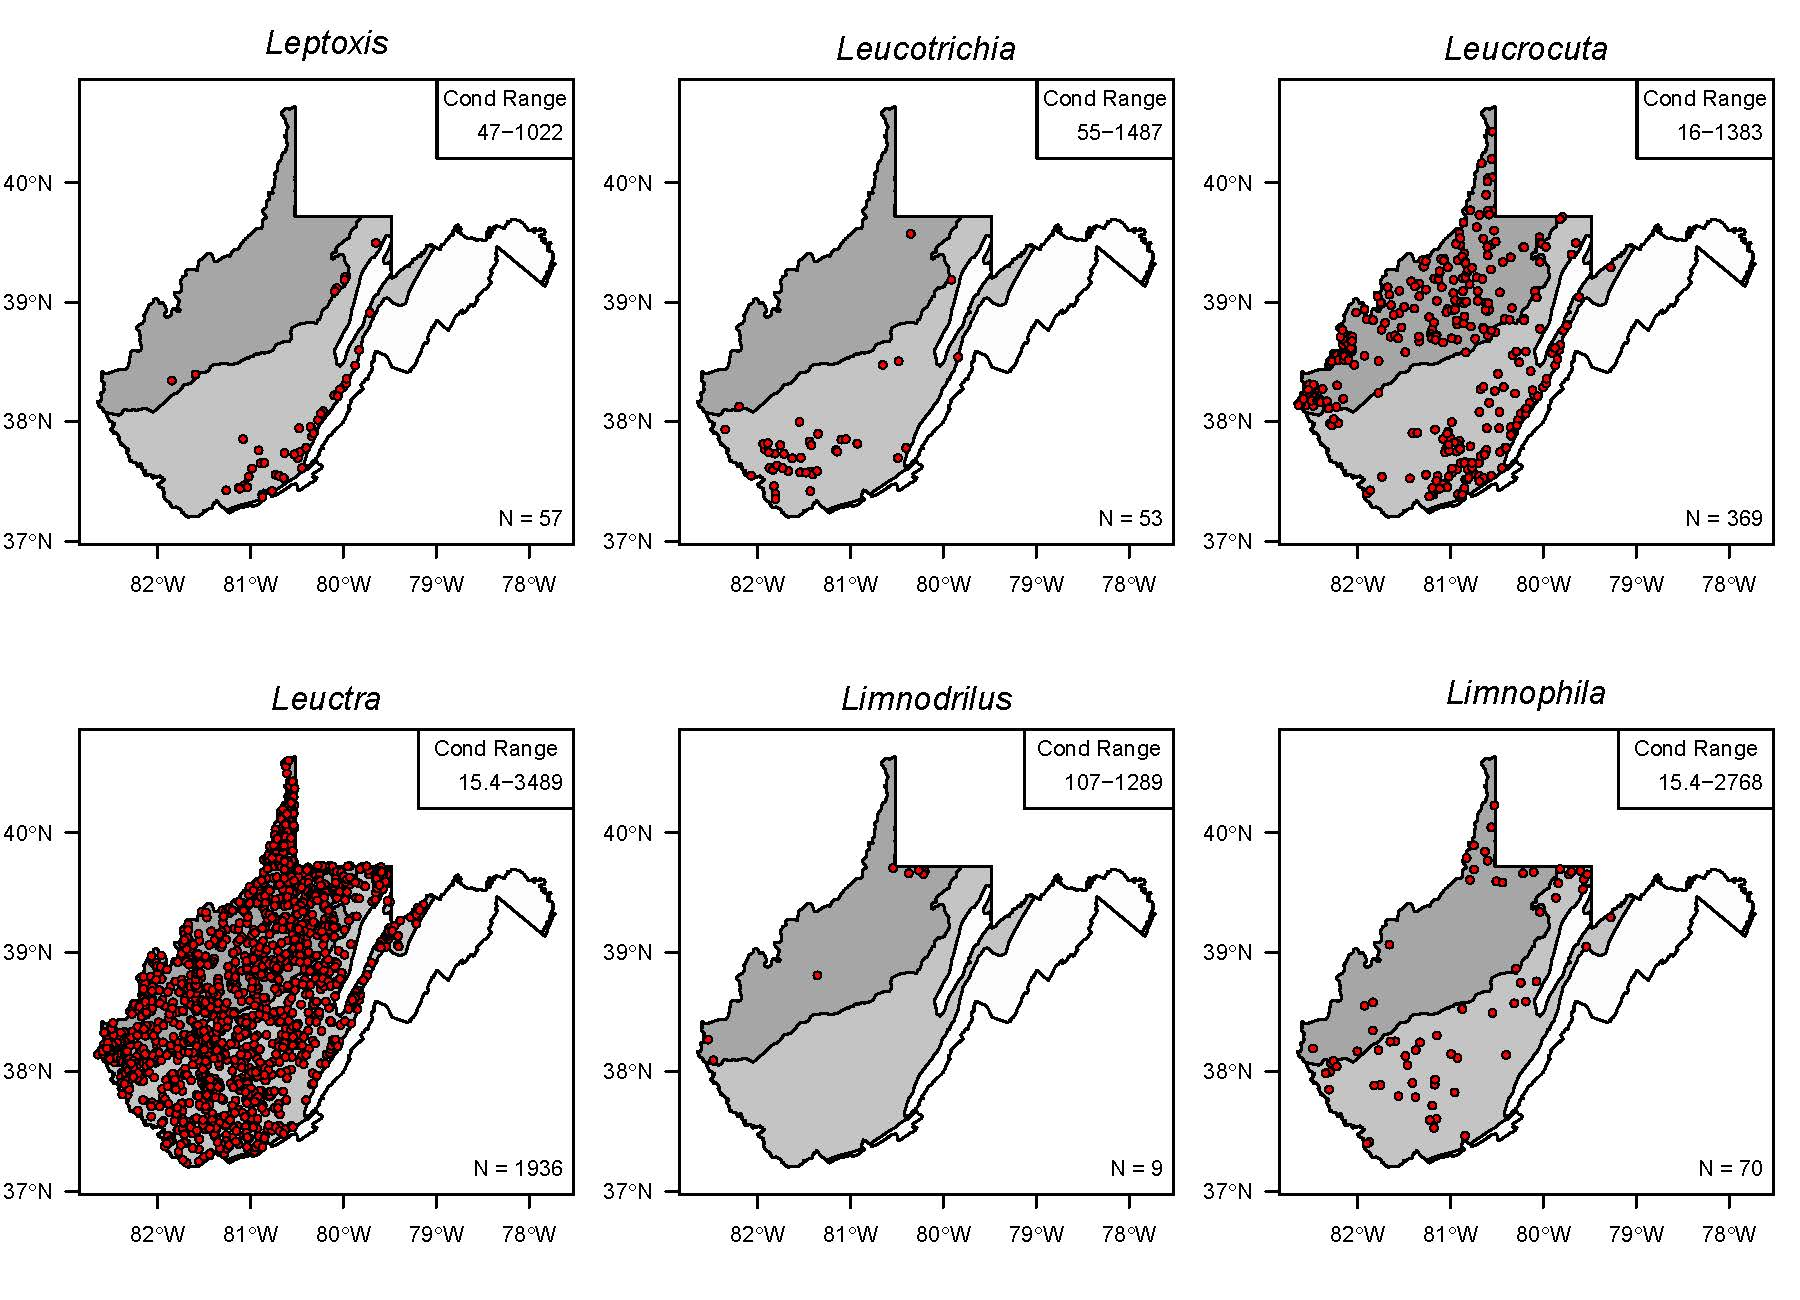 Leptoxis
Cond Range
47−1022
40°N
39°N
38°N
37°N
N = 57
82°W 81°W 80°W 79°W 78°W
Leucotrichia
Cond Range
55−1487
40°N
39°N
38°N
37°N
N = 53
82°W 81°W 80°W 79°W 78°W
Leucrocuta
Cond Range
16−1383
40°N
39°N
38°N
37°N
N = 369
82°W 81°W 80°W 79°W 78°W
Leuctra
Cond Range
15.4−3489
40°N
39°N
38°N
37°N
N = 1936
82°W 81°W 80°W 79°W 78°W
Limnodrilus
Cond Range
107−1289
40°N
39°N
38°N
37°N
N = 9
82°W 81°W 80°W 79°W 78°W
Limnophila
Cond Range
15.4−2768
40°N
39°N
38°N
37°N
N = 70
82°W 81°W 80°W 79°W 78°W